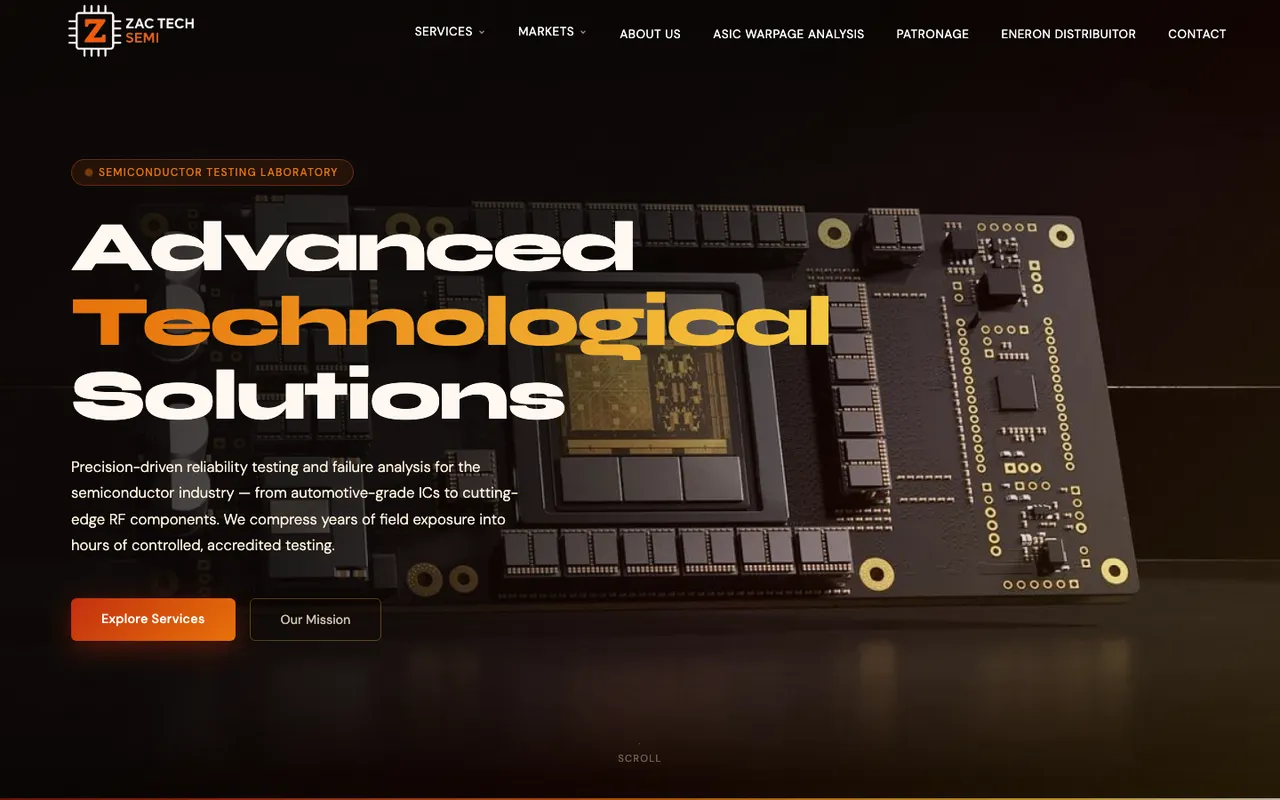 ZAC TECH
SEMI
SERVICES
MARKETS
ABOUT US
ASIC WARPAGE ANALYSIS
PATRONAGE
ENERON DISTRIBUITOR
CONTACT
SEMICONDUCTOR TESTING LABORATORY
Advanced
Technological
Solutions
Precision-driven reliability testing and failure analysis for the
semiconductor industry — from automotive-grade ICs to cutting-
edge RF components. We compress years of field exposure into
hours of controlled, accredited testing.
Explore Services
Our Mission
SCROLL